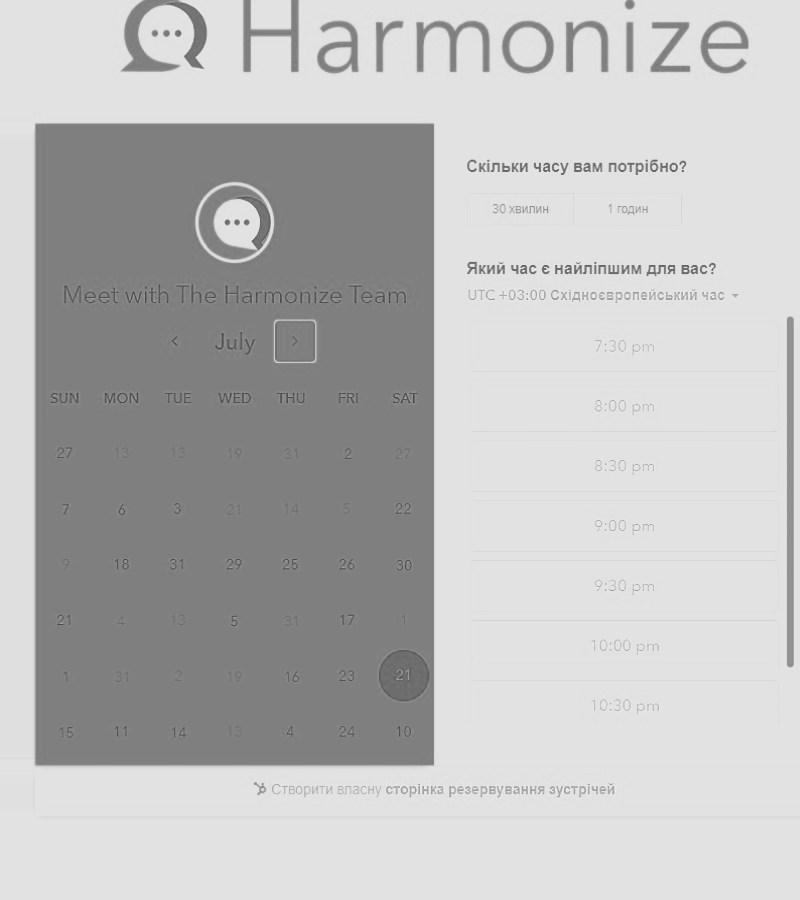 Harmonize
Meet with The Harmonize Team
July
SUN MON TUE WED THU FRI SAT
27 13 13 19 31 2 27
7 6 3 21 14 5 22
9 18 31 29 25 26 30
21 4 13 5 31 17 1
1 31 2 19 16 23 21
15 11 14 13 4 24 10
Скільки часу вам потрібно?
30 хвилин 1 годин
Який час є найліпшим для вас?
UTC +03:00 Східноєвропейський час
7:30 pm
8:00 pm
8:30 pm
9:00 pm
9:30 pm
10:00 pm
10:30 pm
Створити власну сторінка резервування зустрічей